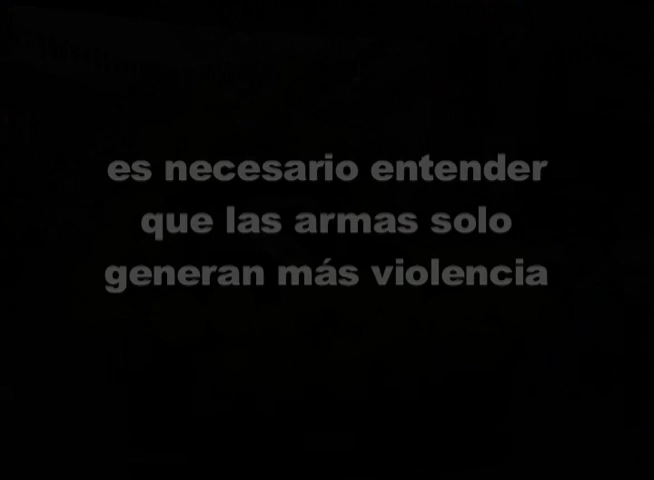 es necesario entender
que las armas solo
generan más violencia